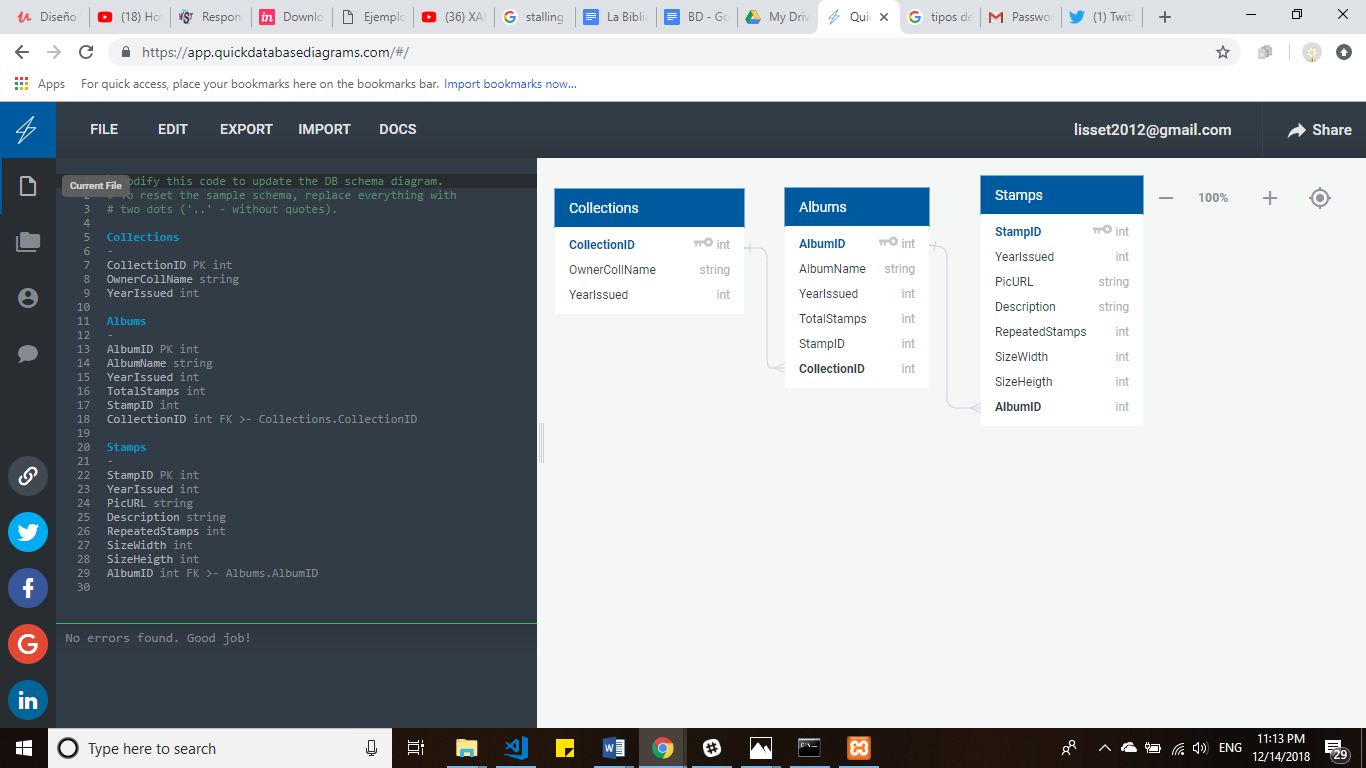 Diseño
(18) Ho
Respon
Downlo
Ejemplo
(36) XA
stalling
La Bibli
BD - Go
My Driv
Quic
tipos de
Passwo
(1) Twit
https://app.quickdatabasediagrams.com/#/
Apps For quick access, place your bookmarks here on the bookmarks bar. Import bookmarks now...
FILE EDIT EXPORT IMPORT DOCS
lisset2012@gmail.com
Share
Current File
odify this code to update the DB schema diagram.
2 # To reset the sample schema, replace everything with
3 # two dots ('..' - without quotes).
4
5 Collections
6 -
7 CollectionID PK int
8 OwnerCollName string
9 YearIssued int
10
11 Albums
12 -
13 AlbumID PK int
14 AlbumName string
15 YearIssued int
16 TotalStamps int
17 StampID int
18 CollectionID int FK >- Collections.CollectionID
19
20 Stamps
21 -
22 StampID PK int
23 YearIssued int
24 PicURL string
25 Description string
26 RepeatedStamps int
27 SizeWidth int
28 SizeHeigth int
29 AlbumID int FK >- Albums.AlbumID
30
No errors found. Good job!
Collections
CollectionID int
OwnerCollName string
YearIssued int
Albums
AlbumID int
AlbumName string
YearIssued int
TotalStamps int
StampID int
CollectionID int
Stamps
StampID int
YearIssued int
PicURL string
Description string
RepeatedStamps int
SizeWidth int
SizeHeigth int
AlbumID int
100%
Type here to search
ENG
11:13 PM
12/14/2018
29